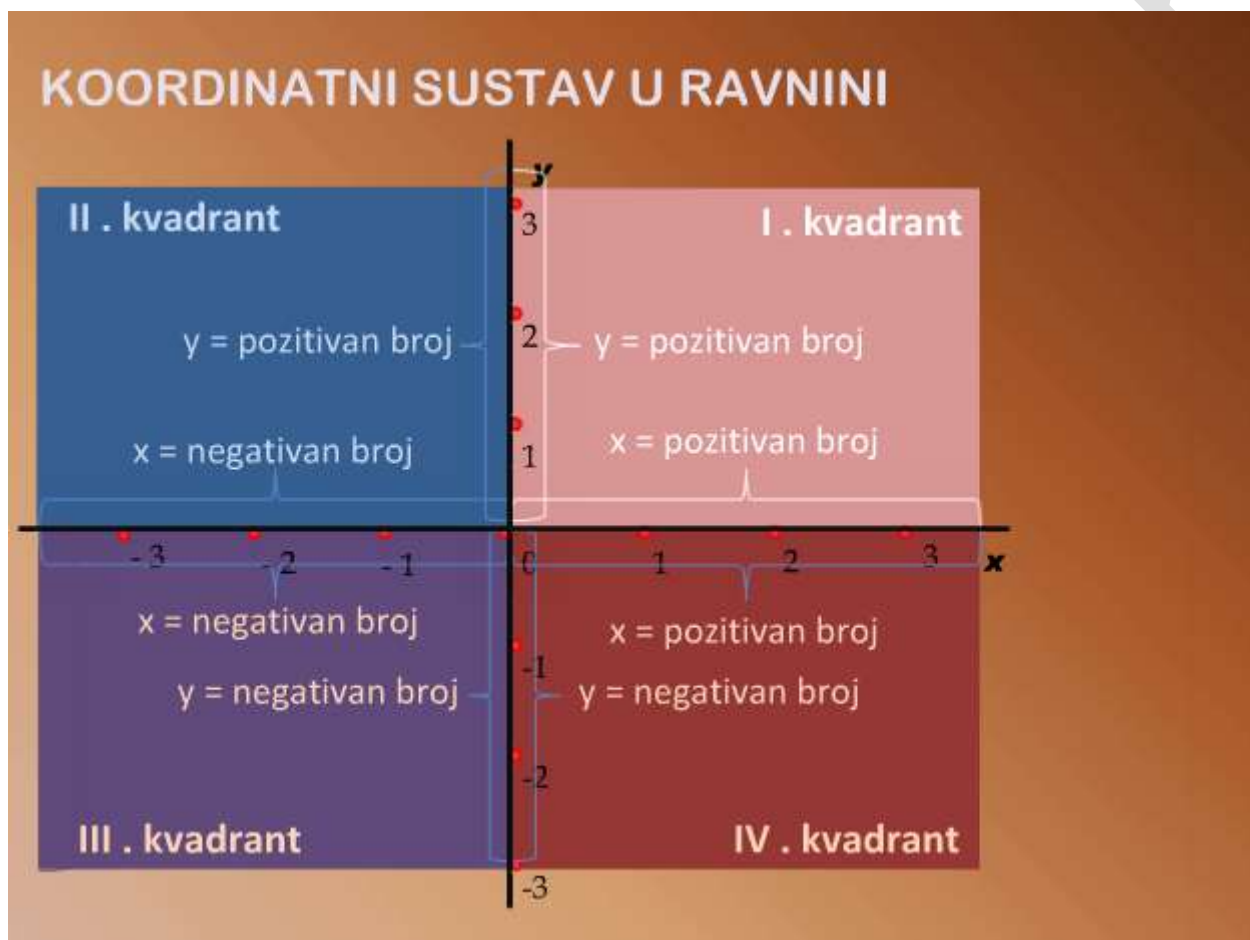 KOORDINATNI SUSTAV U RAVNINI
y
II . kvadrant
3
I . kvadrant
y = pozitivan broj
2
y = pozitivan broj
x = negativan broj
1
x = pozitivan broj
- 3
- 2
- 1
0
1
2
3
x
x = negativan broj
x = pozitivan broj
-1
y = negativan broj
y = negativan broj
-2
III . kvadrant
IV . kvadrant
-3